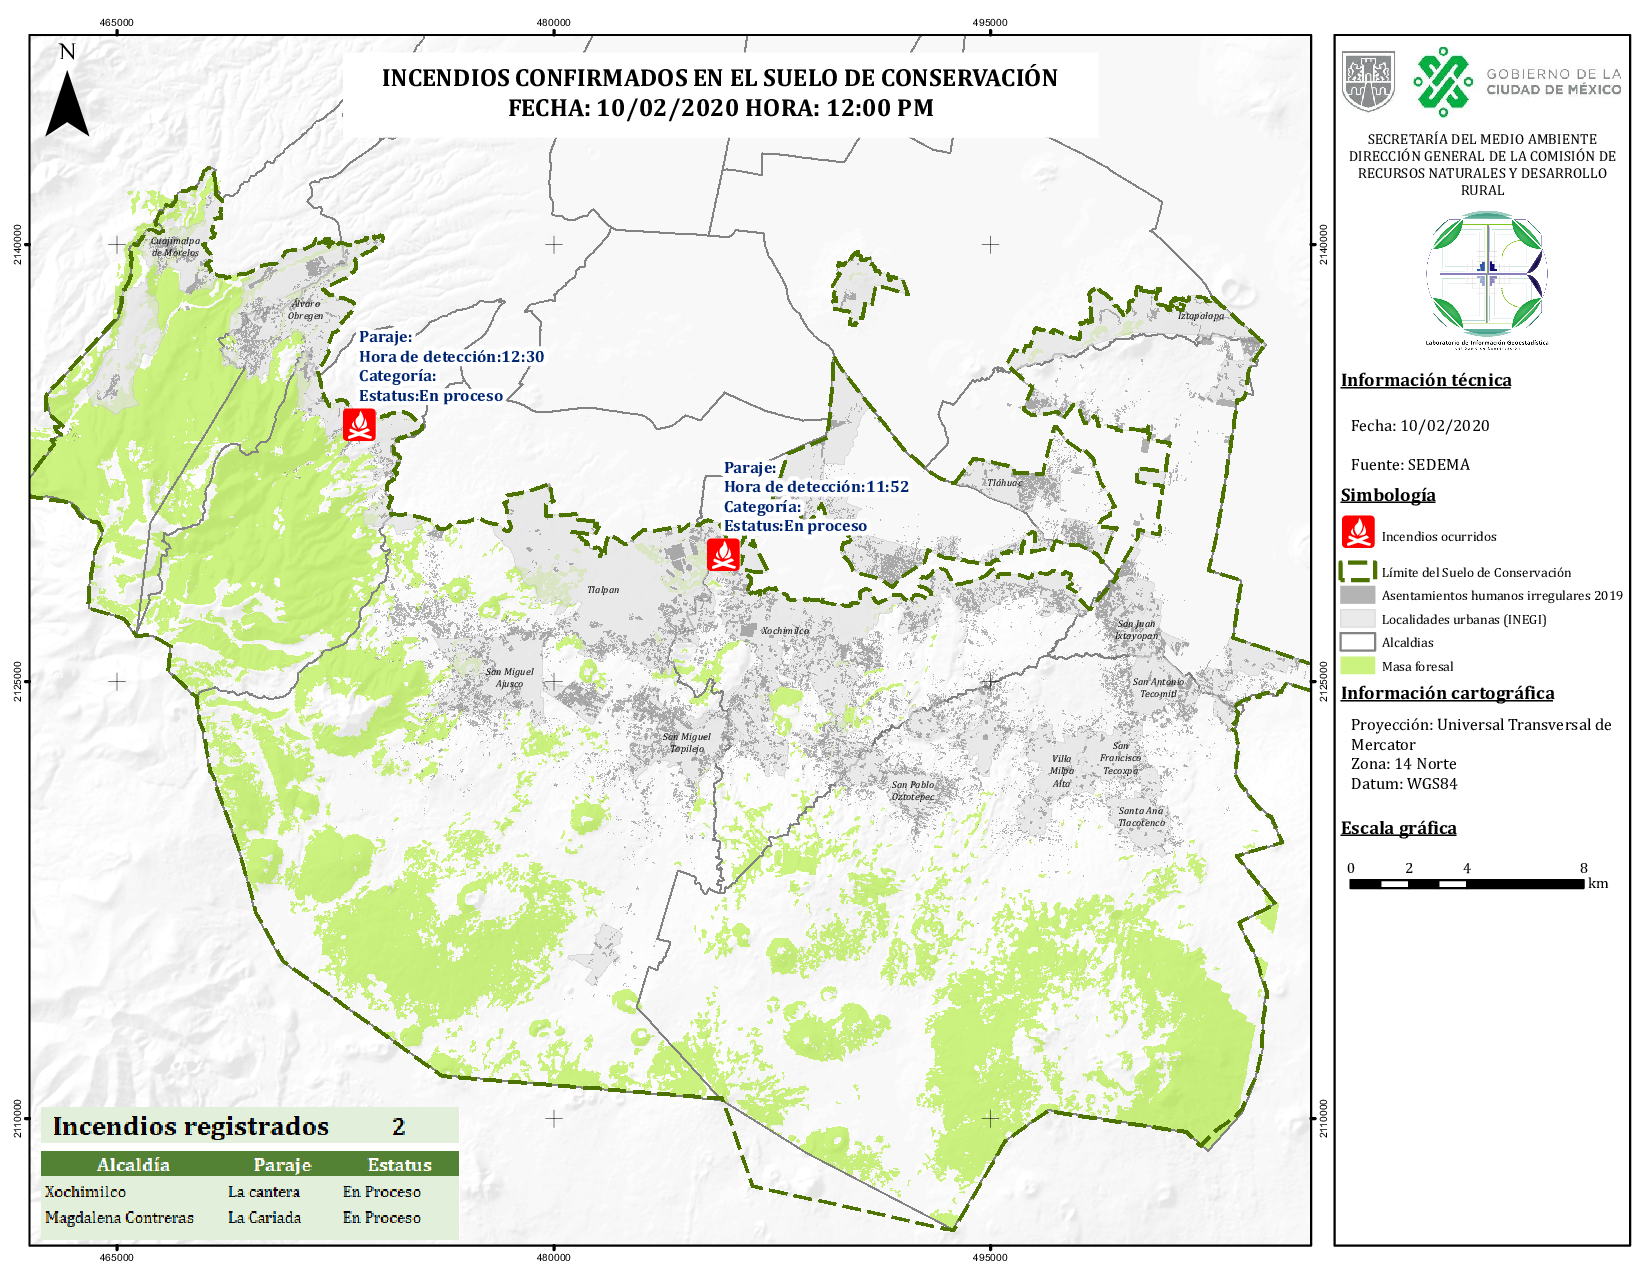 465000
480000
495000
N
INCENDIOS CONFIRMADOS EN EL SUELO DE CONSERVACIÓN
FECHA: 10/02/2020 HORA: 12:00 PM
2140000
2140000
2125000
2125000
2110000
2110000
Cuajimalpa
de Morelos
Álvaro
Obregon
Iztapalapa
Paraje:
Hora de detección:12:30
Categoría:
Estatus:En proceso
Paraje:
Hora de detección:11:52
Categoría:
Estatus:En proceso
Tláhuac
Tlalpan
Xochimilco
San Juan
Ixtayopan
San Miguel
Ajusco
San Antonio
Tecomitl
San Miguel
Topilejo
San
Francisco
Tecoxpa
Villa
Milpa
Alta
San Pablo
Oztotepec
Santa Ana
Tlacotenco
Incendios registrados 2
Alcaldía Paraje Estatus
Xochimilco La cantera En Proceso
Magdalena Contreras La Cariada En Proceso
465000
480000
495000
GOBIERNO DE LA
CIUDAD DE MÉXICO
SECRETARÍA DEL MEDIO AMBIENTE
DIRECCIÓN GENERAL DE LA COMISIÓN DE
RECURSOS NATURALES Y DESARROLLO
RURAL
Laboratorio de Información Geoestadística
Información técnica
Fecha: 10/02/2020
Fuente: SEDEMA
Simbología
Incendios ocurridos
Límite del Suelo de Conservación
Asentamientos humanos irregulares 2019
Localidades urbanas (INEGI)
Alcaldias
Masa foresal
Información cartográfica
Proyección: Universal Transversal de
Mercator
Zona: 14 Norte
Datum: WGS84
Escala gráfica
0 2 4 8
km